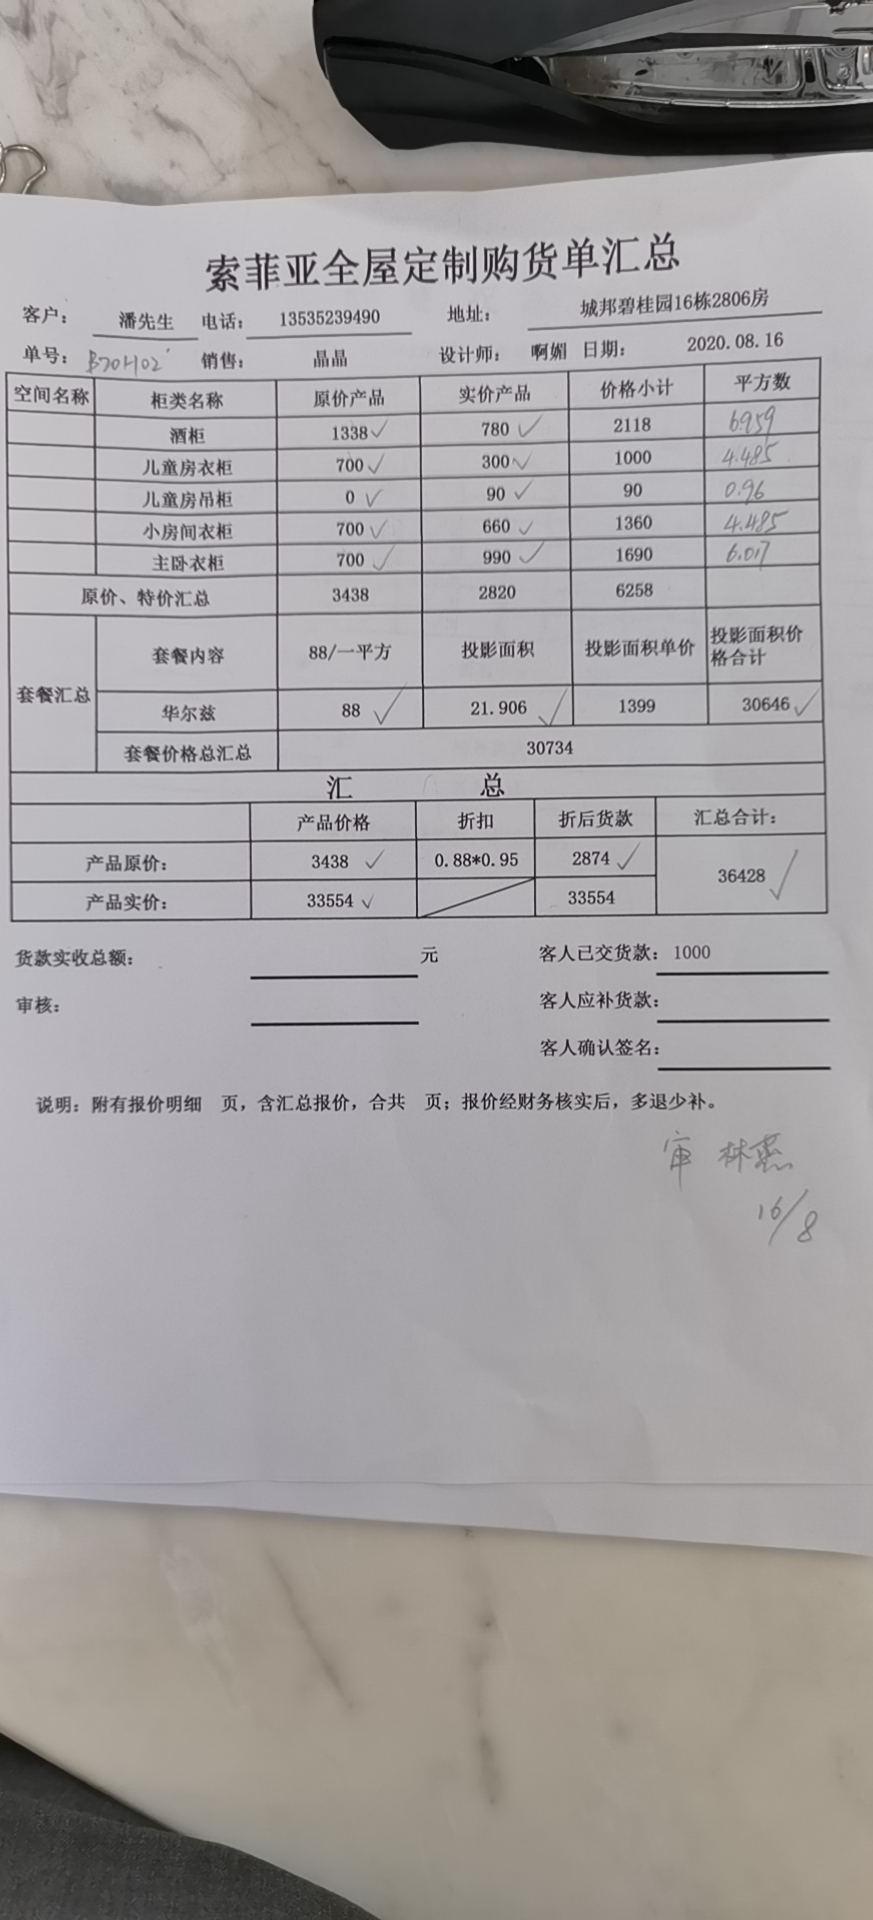 索菲亚全屋定制购货单汇总
客户： 潘先生 电话： 13535239490 地址： 城邦碧桂园16栋2806房
单号： B704102 销售： 晶晶 设计师： 啊媚 日期： 2020.08.16
空间名称 柜类名称 原价产品 实价产品 价格小计 平方数
酒柜 1338 780 2118 6.959
儿童房衣柜 700 300 1000 4.485
儿童房吊柜 0 90 90 0.96
小房间衣柜 700 660 1360 4.485
主卧衣柜 700 990 1690 6.017
原价、特价汇总 3438 2820 6258
套餐汇总 套餐内容 88/一平方 投影面积 投影面积单价 投影面积价格合计
华尔兹 88 21.906 1399 30646
套餐价格总汇总 30734
汇 总
产品价格 折扣 折后货款 汇总合计：
产品原价： 3438 0.88*0.95 2874 36428
产品实价： 33554 33554
货款实收总额： 元 客人已交货款： 1000
审核： 客人应补货款：
客人确认签名：
说明：附有报价明细 页，含汇总报价，合共 页；报价经财务核实后，多退少补。
审 林燕
16/8